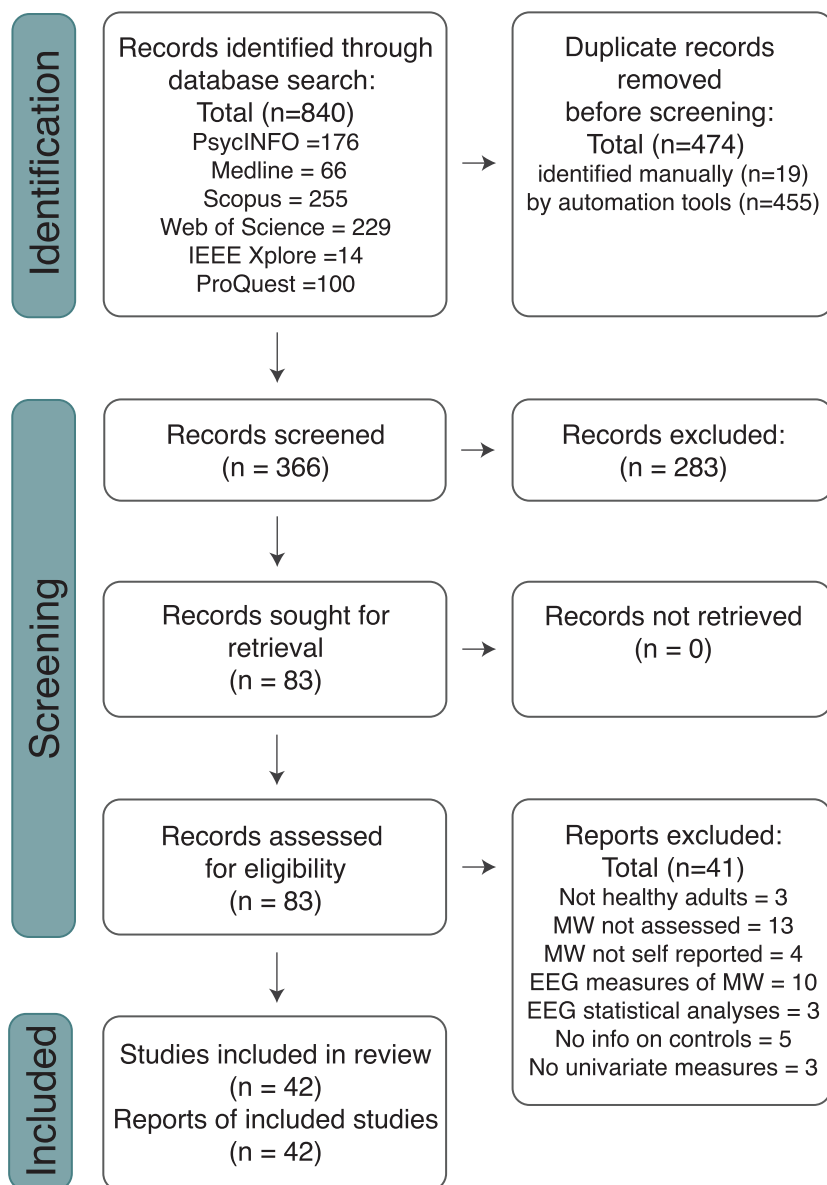 Identification
Records identified through
database search:
Total (n=840)
PsycINFO =176
Medline = 66
Scopus = 255
Web of Science = 229
IEEE Xplore =14
ProQuest =100
Duplicate records
removed
before screening:
Total (n=474)
identified manually (n=19)
by automation tools (n=455)
Screening
Records screened
(n = 366)
Records excluded:
(n = 283)
Records sought for
retrieval
(n = 83)
Records not retrieved
(n = 0)
Records assessed
for eligibility
(n = 83)
Reports excluded:
Total (n=41)
Not healthy adults = 3
MW not assessed = 13
MW not self reported = 4
EEG measures of MW = 10
EEG statistical analyses = 3
No info on controls = 5
No univariate measures = 3
Included
Studies included in review
(n = 42)
Reports of included studies
(n = 42)